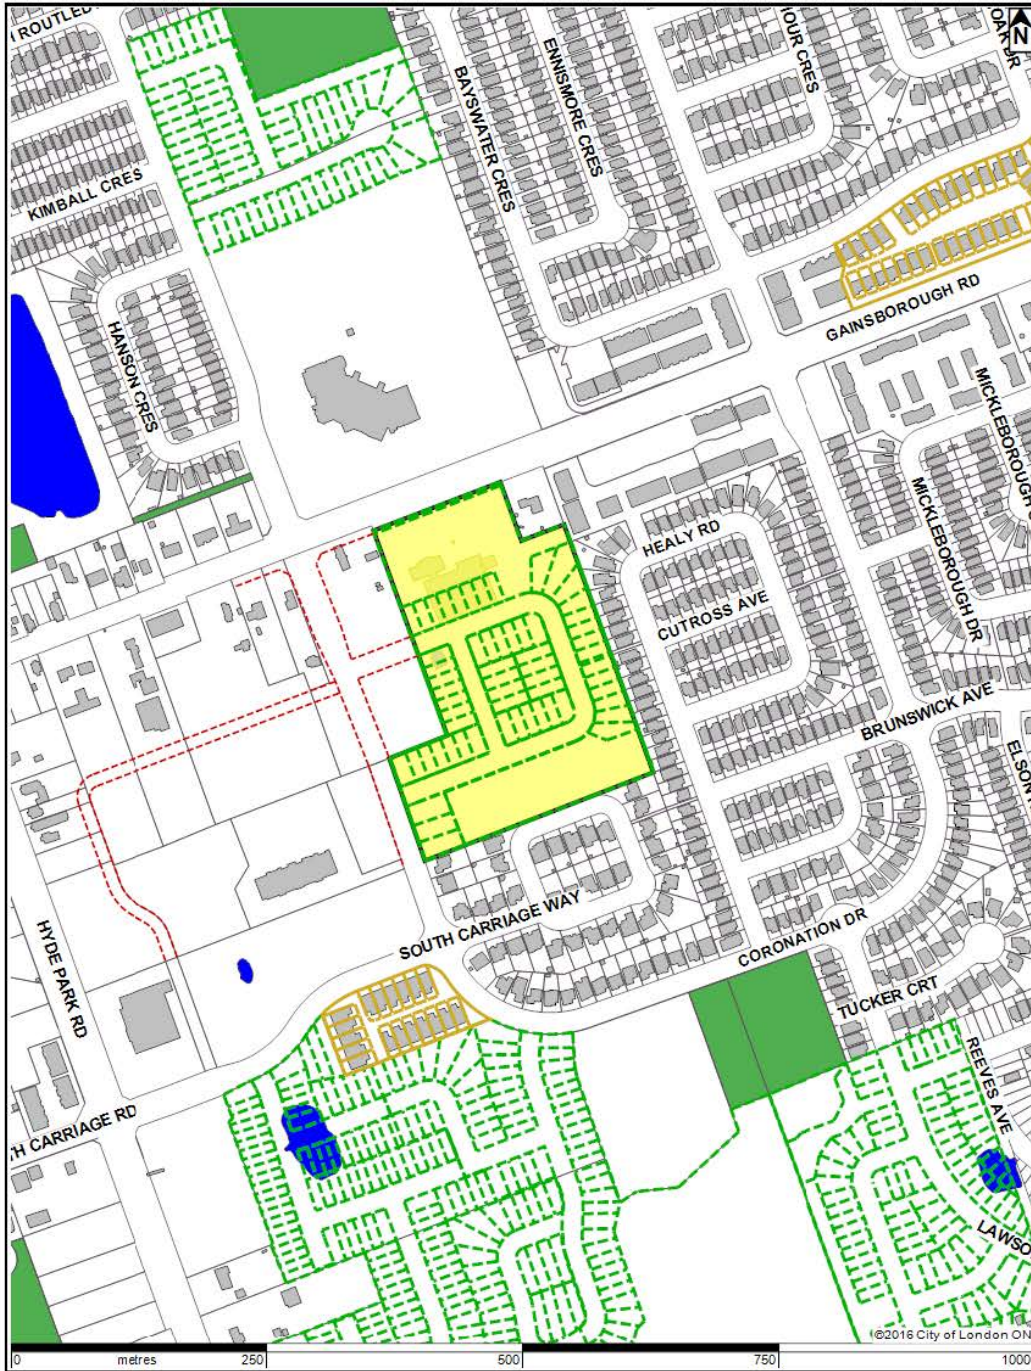 H ROUTLED
HOUR CRES
OAK DR
N
ENNISMORE CRES
BAYSWATER CRES
KIMBALL CRES
GAINSBOROUGH RD
HANSON CRES
MICKLEBOROUGH
MICKLEBOROUGH DR
HEALY RD
CUTROSS AVE
BRUNSWICK AVE
ELSON
SOUTH CARRIAGE WAY
CORONATION DR
HYDE PARK RD
TUCKER CRT
REEVES AVE
TH CARRIAGE RD
LAWSO
©2016 City of London ON
0 metres 250 500 750 1000